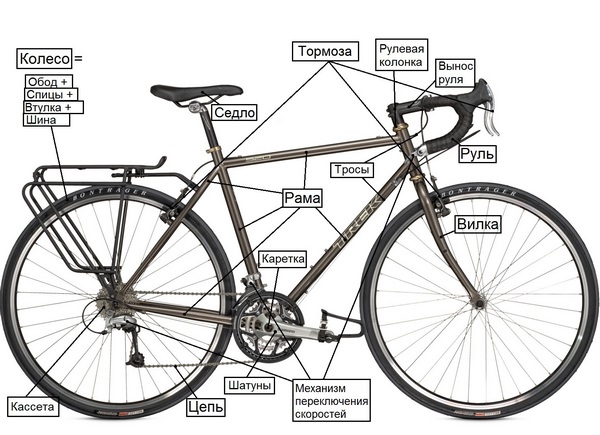 Колесо =
Обод +
Спицы +
Втулка +
Шина
Тормоза
Рулевая
колонка
Вынос
руля
Седло
Руль
Тросы
Рама
BONTRAGER
BONTRAGER
520
TREK
Вилка
Каретка
Кассета
Цепь
Шатуны
Механизм
переключения
скоростей